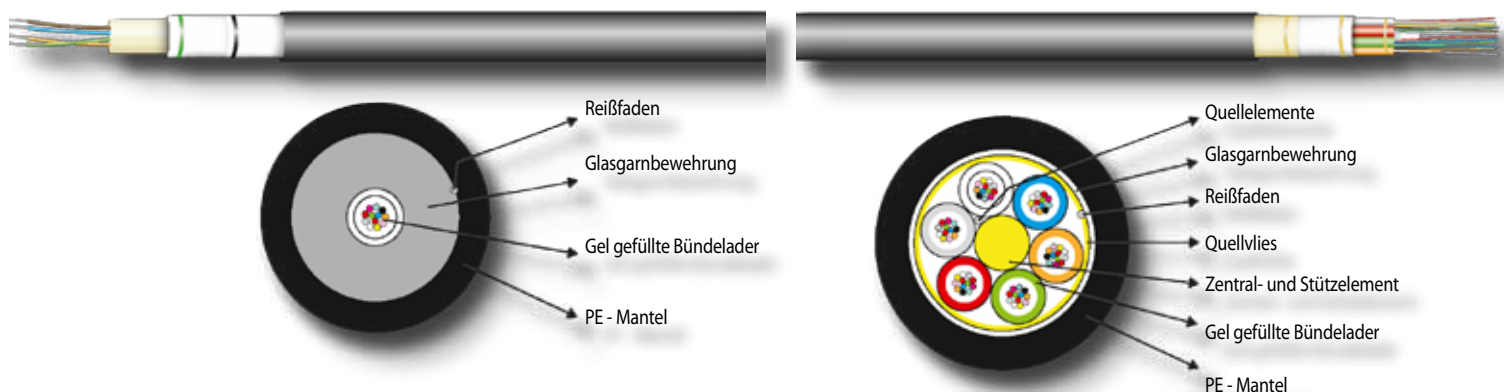 Reißfaden
Glasgarnbewehrung
Gel gefüllte Bündelader
PE - Mantel
Quellelemente
Glasgarnbewehrung
Reißfaden
Quellvlies
Zentral- und Stützelement
Gel gefüllte Bündelader
PE - Mantel